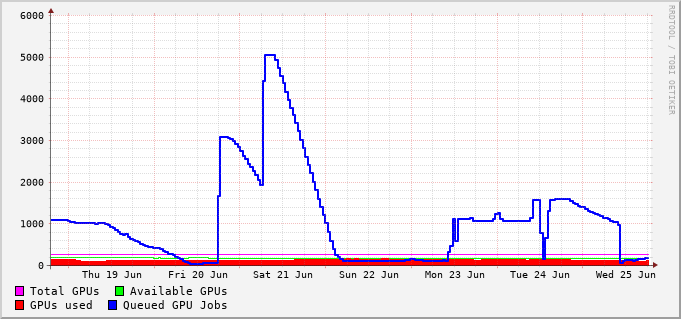 6000
5000
4000
3000
2000
1000
0
Thu 19 Jun Fri 20 Jun Sat 21 Jun Sun 22 Jun Mon 23 Jun Tue 24 Jun Wed 25 Jun
Total GPUs Available GPUs
GPUs used Queued GPU Jobs
RRDTOOL / TOBI OETIKER